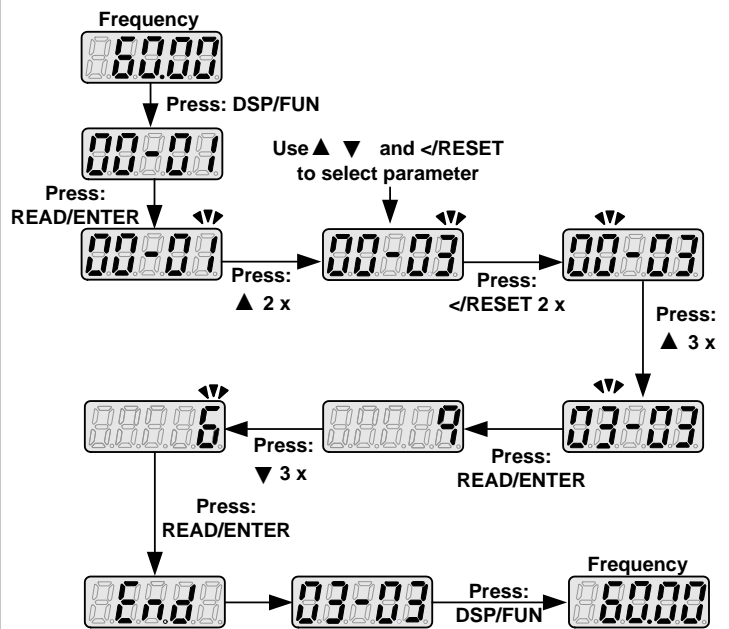 Frequency
60.00
Press: DSP/FUN
00-01
Use ▲ ▼ and </RESET
to select parameter
Press:
READ/ENTER
00-01
00-03
00-03
Press:
▲ 2 x
Press:
</RESET 2 x
Press:
▲ 3 x
6
9
03-03
Press:
▼ 3 x
Press:
READ/ENTER
Press:
READ/ENTER
End
03-03
Press:
DSP/FUN
Frequency
60.00